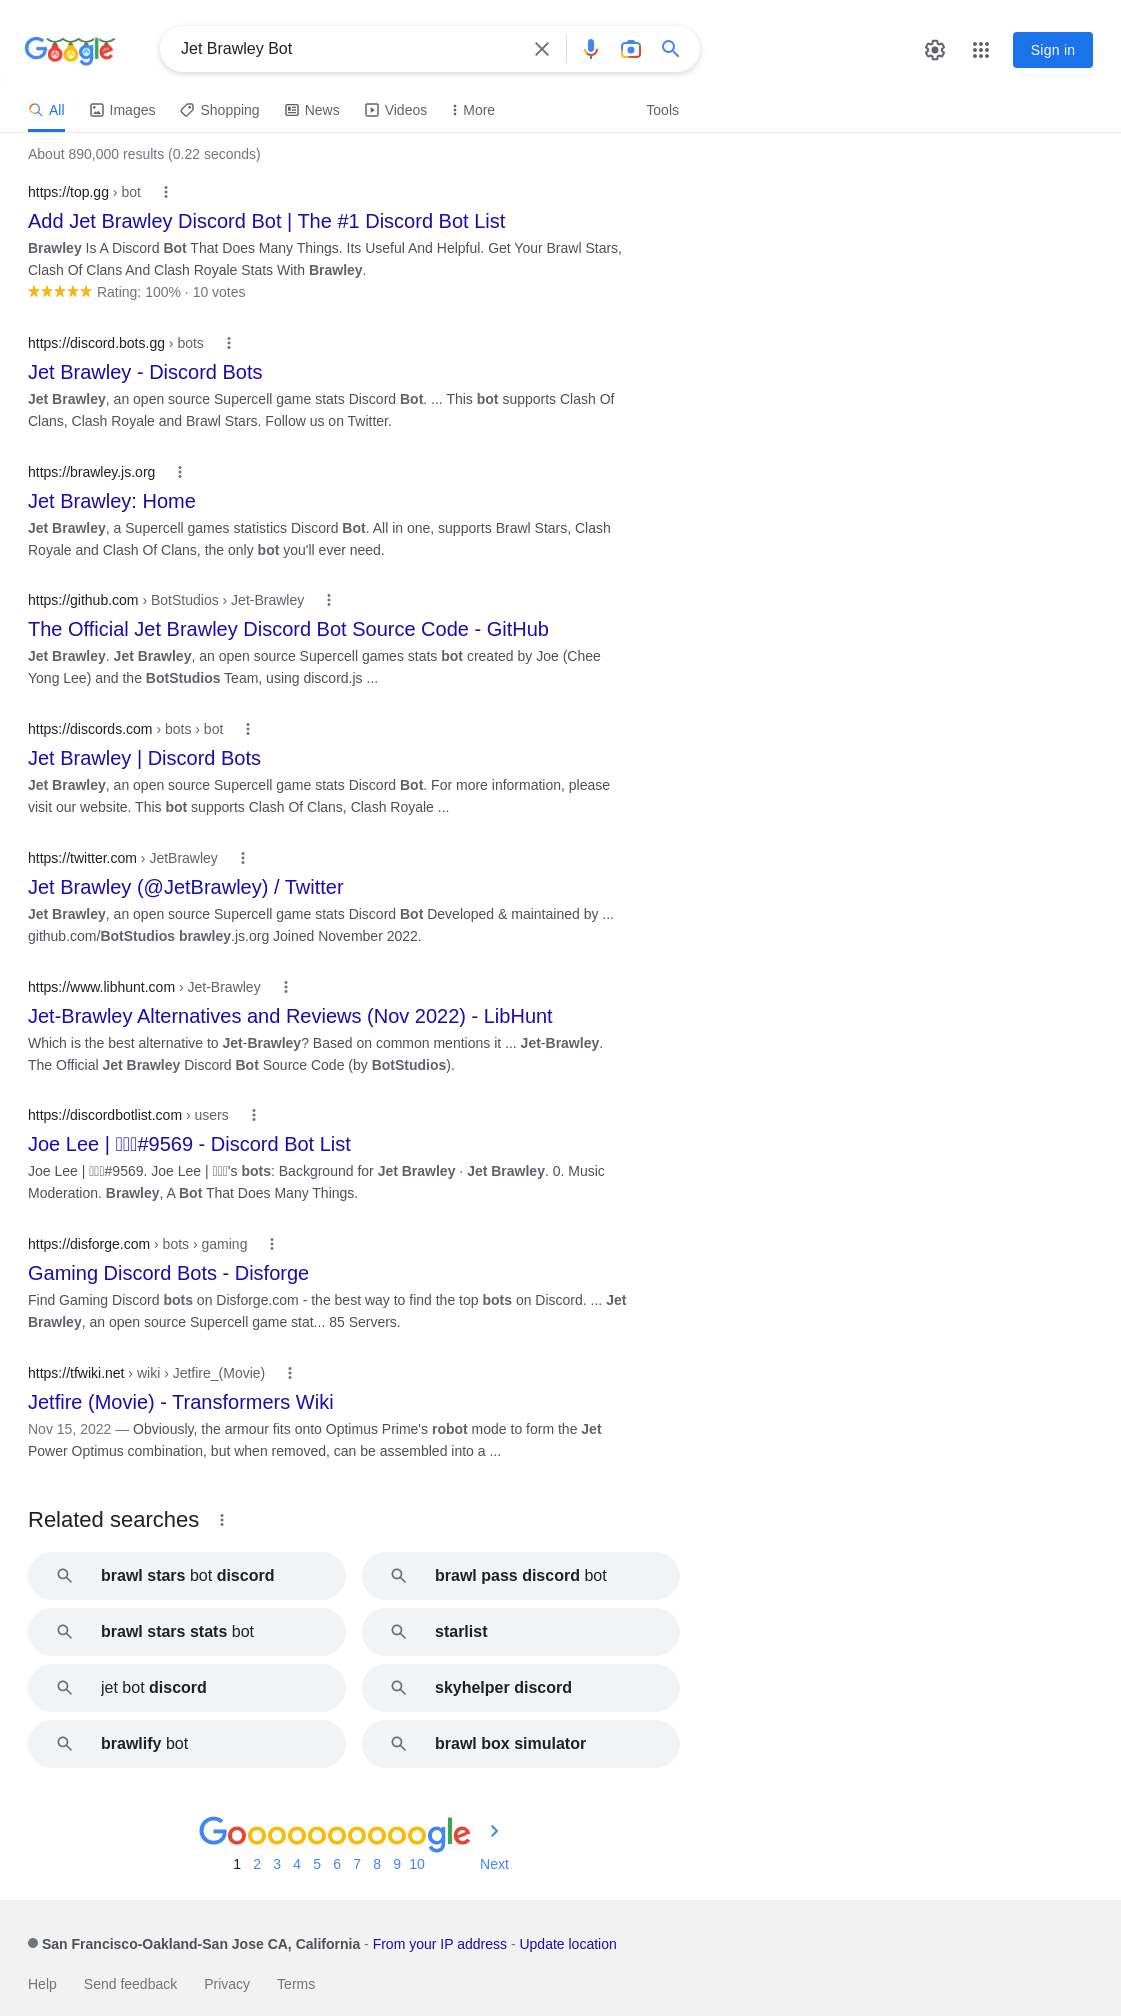 Google
Jet Brawley Bot
Sign in
All Images Shopping News Videos More Tools
About 890,000 results (0.22 seconds)
https://top.gg › bot
Add Jet Brawley Discord Bot | The #1 Discord Bot List
Brawley Is A Discord Bot That Does Many Things. Its Useful And Helpful. Get Your Brawl Stars,
Clash Of Clans And Clash Royale Stats With Brawley.
Rating: 100% · 10 votes
https://discord.bots.gg › bots
Jet Brawley - Discord Bots
Jet Brawley, an open source Supercell game stats Discord Bot. ... This bot supports Clash Of
Clans, Clash Royale and Brawl Stars. Follow us on Twitter.
https://brawley.js.org
Jet Brawley: Home
Jet Brawley, a Supercell games statistics Discord Bot. All in one, supports Brawl Stars, Clash
Royale and Clash Of Clans, the only bot you'll ever need.
https://github.com › BotStudios › Jet-Brawley
The Official Jet Brawley Discord Bot Source Code - GitHub
Jet Brawley. Jet Brawley, an open source Supercell games stats bot created by Joe (Chee
Yong Lee) and the BotStudios Team, using discord.js ...
https://discords.com › bots › bot
Jet Brawley | Discord Bots
Jet Brawley, an open source Supercell game stats Discord Bot. For more information, please
visit our website. This bot supports Clash Of Clans, Clash Royale ...
https://twitter.com › JetBrawley
Jet Brawley (@JetBrawley) / Twitter
Jet Brawley, an open source Supercell game stats Discord Bot Developed & maintained by ...
github.com/BotStudios brawley.js.org Joined November 2022.
https://www.libhunt.com › Jet-Brawley
Jet-Brawley Alternatives and Reviews (Nov 2022) - LibHunt
Which is the best alternative to Jet-Brawley? Based on common mentions it ... Jet-Brawley.
The Official Jet Brawley Discord Bot Source Code (by BotStudios).
https://discordbotlist.com › users
Joe Lee | #9569 - Discord Bot List
Joe Lee | #9569. Joe Lee | 's bots: Background for Jet Brawley · Jet Brawley. 0. Music
Moderation. Brawley, A Bot That Does Many Things.
https://disforge.com › bots › gaming
Gaming Discord Bots - Disforge
Find Gaming Discord bots on Disforge.com - the best way to find the top bots on Discord. ... Jet
Brawley, an open source Supercell game stat... 85 Servers.
https://tfwiki.net › wiki › Jetfire_(Movie)
Jetfire (Movie) - Transformers Wiki
Nov 15, 2022 — Obviously, the armour fits onto Optimus Prime's robot mode to form the Jet
Power Optimus combination, but when removed, can be assembled into a ...
Related searches
brawl stars bot discord
brawl pass discord bot
brawl stars stats bot
starlist
jet bot discord
skyhelper discord
brawlify bot
brawl box simulator
Goooooooooogle
1 2 3 4 5 6 7 8 9 10 Next
San Francisco-Oakland-San Jose CA, California - From your IP address - Update location
Help Send feedback Privacy Terms